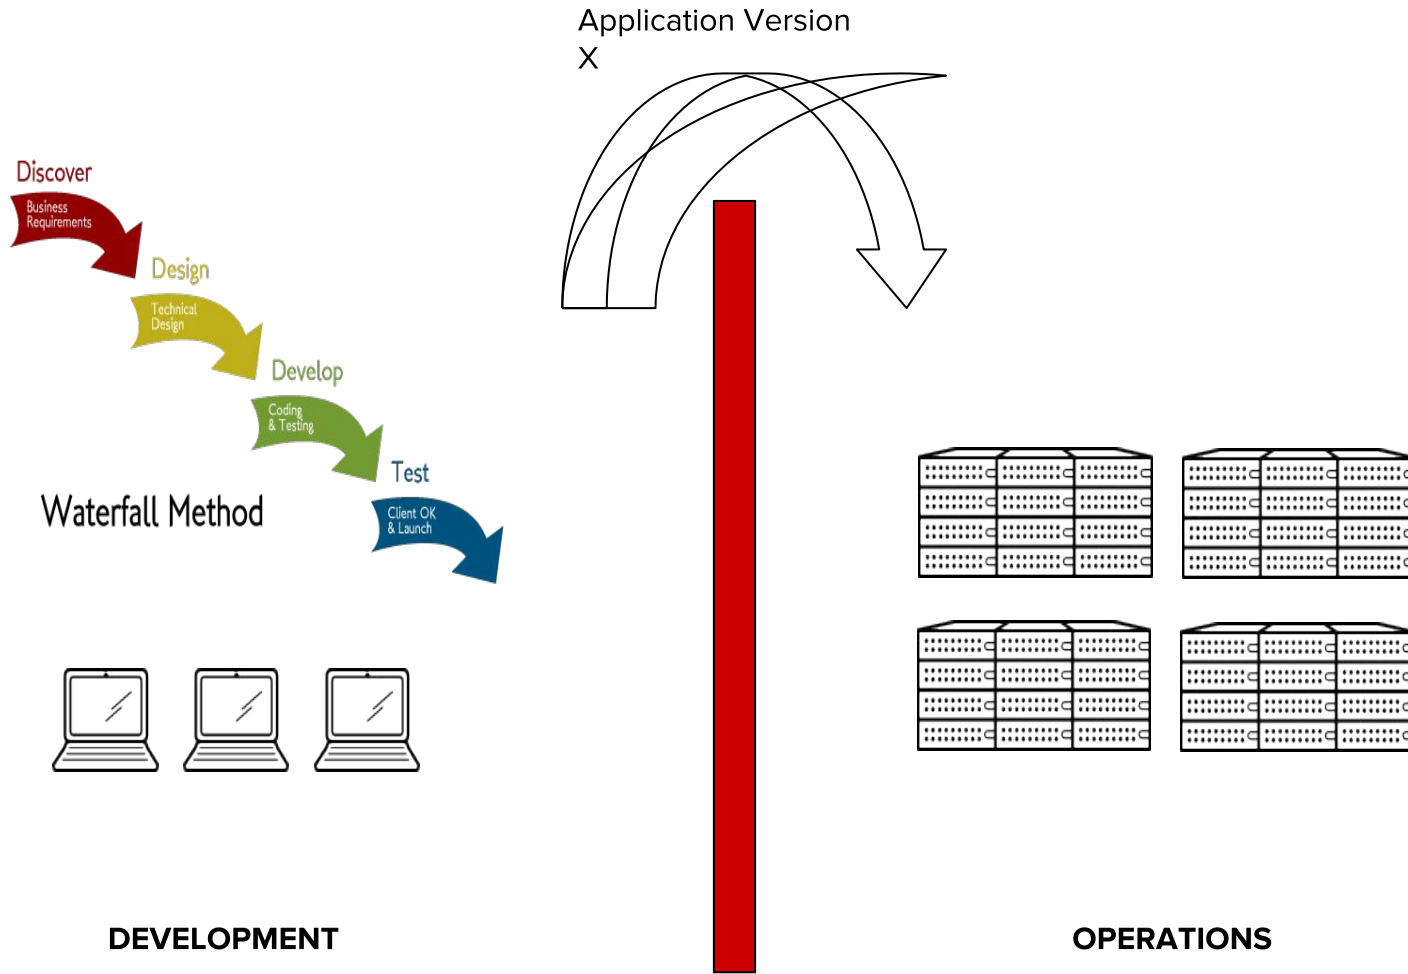 Application Version
X
Discover
Business
Requirements
Design
Technical
Design
Develop
Coding
& Testing
Test
Client OK
& Launch
Waterfall Method
DEVELOPMENT
OPERATIONS